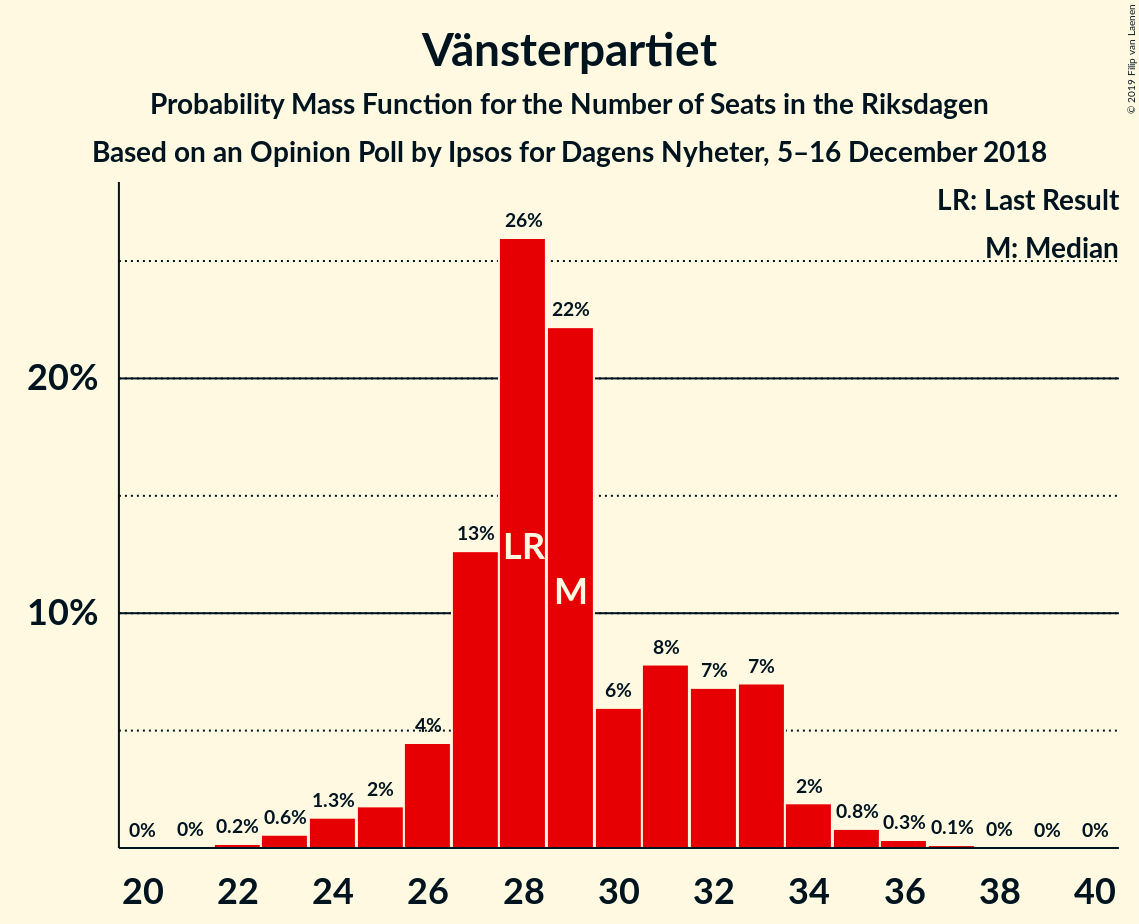 Vänsterpartiet
Probability Mass Function for the Number of Seats in the Riksdagen
Based on an Opinion Poll by Ipsos for Dagens Nyheter, 5–16 December 2018
© 2019 Filip van Laenen
LR: Last Result
M: Median
20%
10%
0%
0%
0.2%
0.6%
1.3%
2%
4%
13%
26%
22%
6%
8%
7%
7%
2%
0.8%
0.3%
0.1%
0%
0%
0%
LR
M
20 22 24 26 28 30 32 34 36 38 40